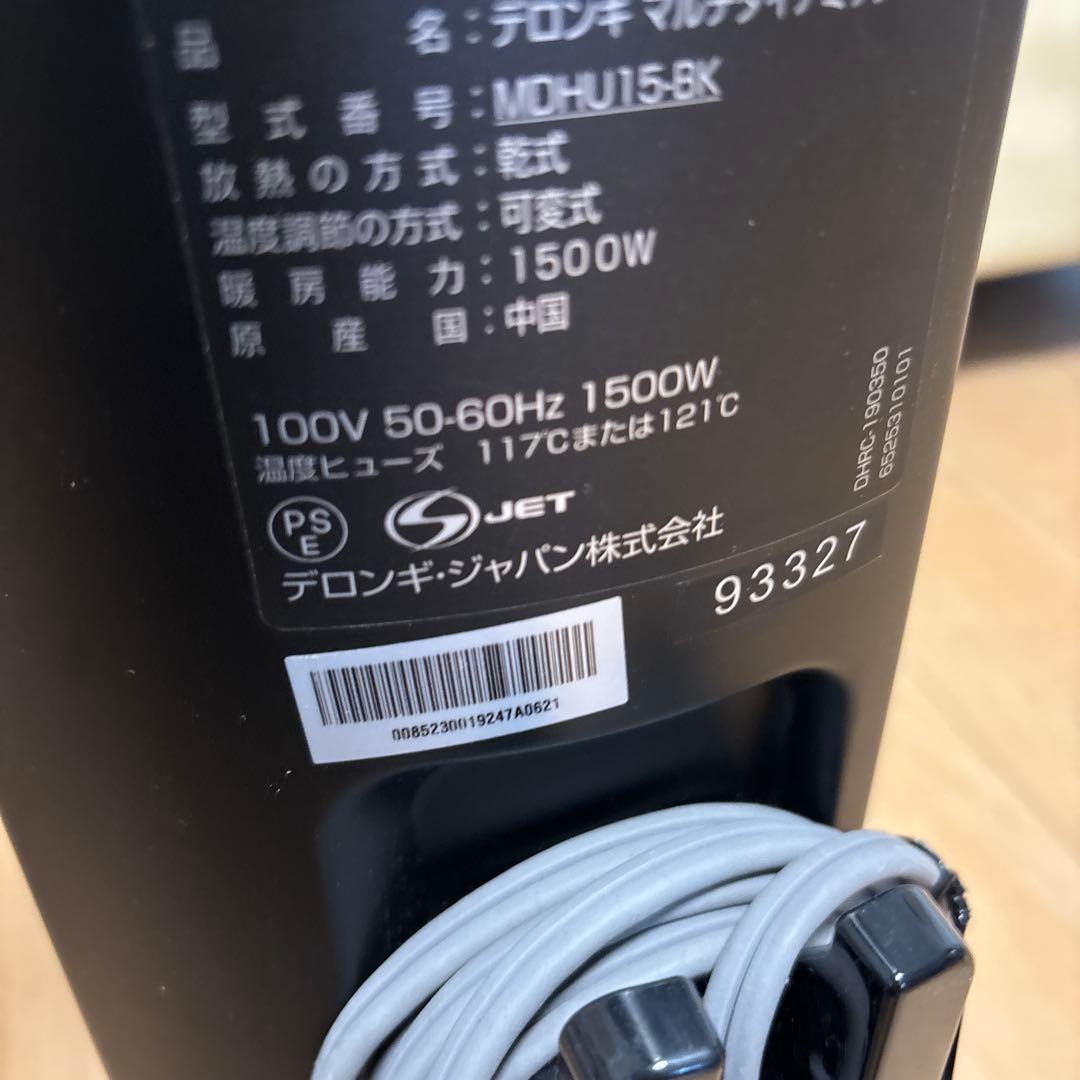 品名：デロンギ マルチダイナミック
型式番号：MDHU15-BK
放熱の方式：乾式
温度調節の方式：可変式
暖房能力：1500W
原産国：中国
100V 50-60Hz 1500W
温度ヒューズ 117℃または121℃
PSE
JET
デロンギ・ジャパン株式会社
DHRC-190350
6525310101
93327
0085230019247A0621